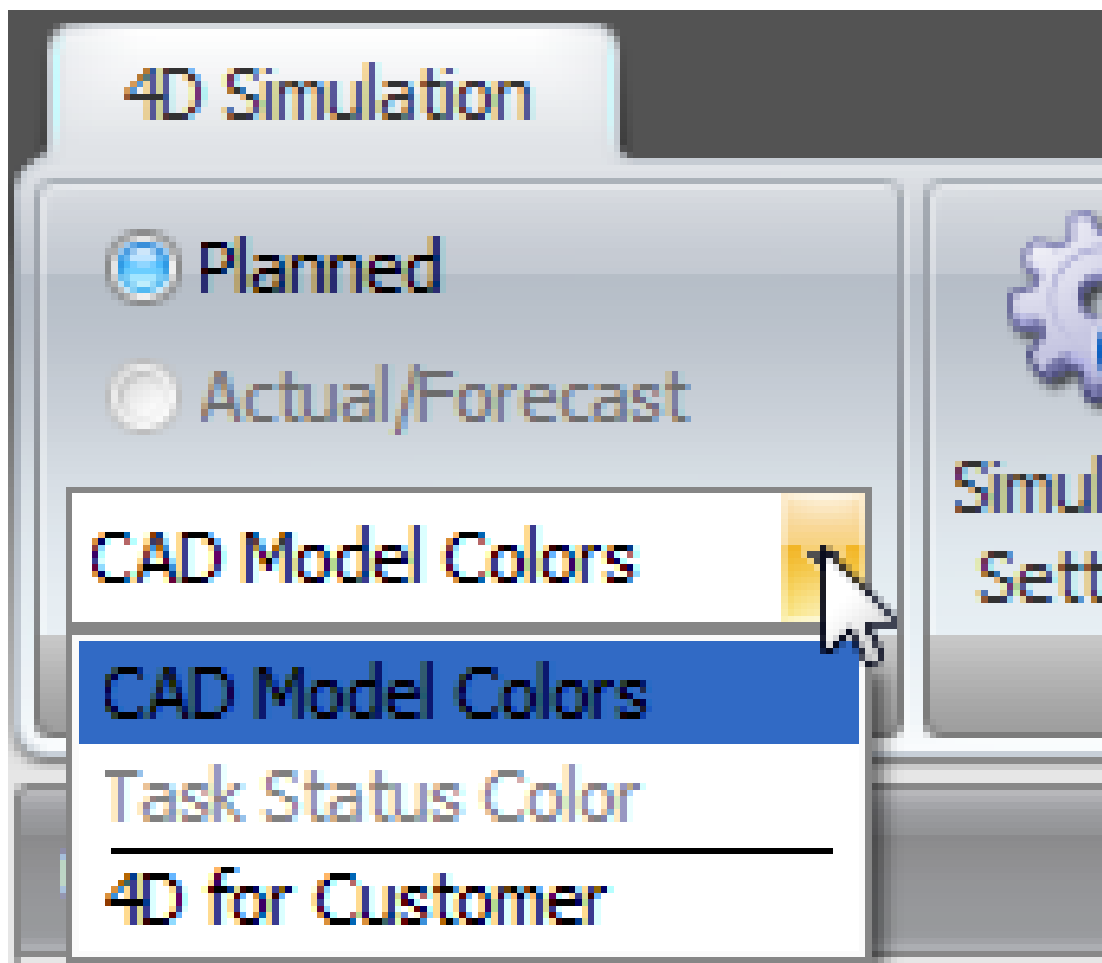 4D Simulation
Planned
Actual/Forecast
CAD Model Colors
CAD Model Colors
Task Status Color
4D for Customer